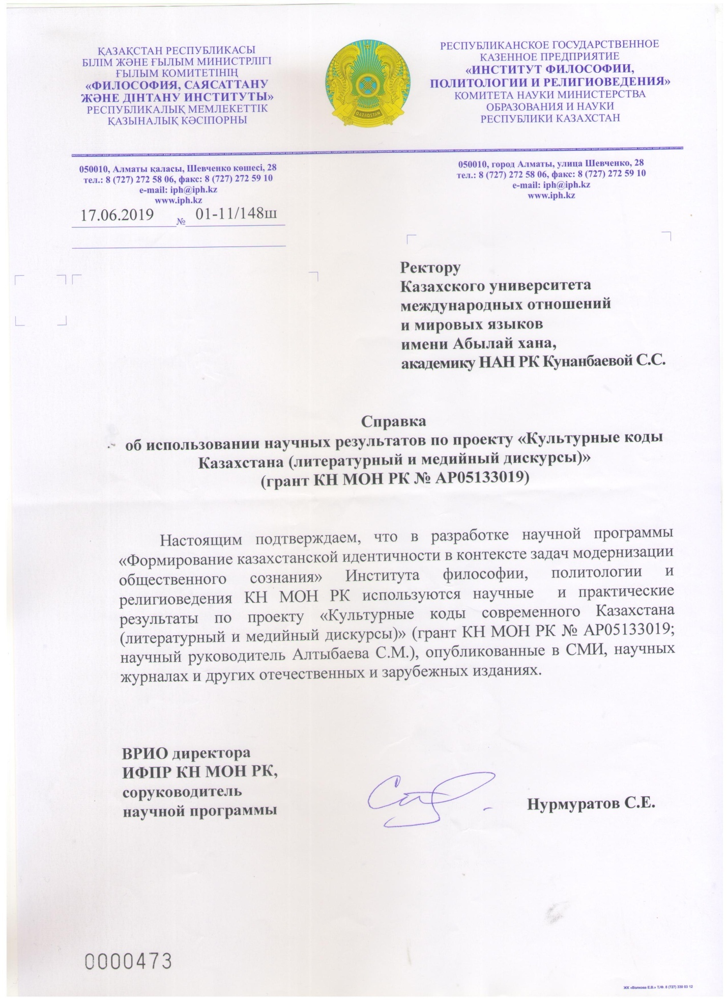 ҚАЗАҚСТАН РЕСПУБЛИКАСЫ
БІЛІМ ЖӘНЕ ҒЫЛЫМ МИНИСТРЛІГІ
ҒЫЛЫМ КОМИТЕТІНІҢ
«ФИЛОСОФИЯ, САЯСАТТАНУ
ЖӘНЕ ДІНТАНУ ИНСТИТУТЫ»
РЕСПУБЛИКАЛЫҚ МЕМЛЕКЕТТІК
ҚАЗЫНАЛЫҚ КӘСІПОРНЫ
QAZAQSTAN
РЕСПУБЛИКАНСКОЕ ГОСУДАРСТВЕННОЕ
КАЗЕННОЕ ПРЕДПРИЯТИЕ
«ИНСТИТУТ ФИЛОСОФИИ,
ПОЛИТОЛОГИИ И РЕЛИГИОВЕДЕНИЯ»
КОМИТЕТА НАУКИ МИНИСТЕРСТВА
ОБРАЗОВАНИЯ И НАУКИ
РЕСПУБЛИКИ КАЗАХСТАН
050010, Алматы қаласы, Шевченко көшесі, 28
тел.: 8 (727) 272 58 06, факс: 8 (727) 272 59 10
e-mail: iph@iph.kz
www.iph.kz
050010, город Алматы, улица Шевченко, 28
тел.: 8 (727) 272 58 06, факс: 8 (727) 272 59 10
e-mail: iph@iph.kz
www.iph.kz
17.06.2019 № 01-11/148ш
Ректору
Казахского университета
международных отношений
и мировых языков
имени Абылай хана,
академику НАН РК Кунанбаевой С.С.
Справка
об использовании научных результатов по проекту «Культурные коды
Казахстана (литературный и медийный дискурсы)»
(грант КН МОН РК № АР05133019)
Настоящим подтверждаем, что в разработке научной программы
«Формирование казахстанской идентичности в контексте задач модернизации
общественного сознания» Института философии, политологии и
религиоведения КН МОН РК используются научные и практические
результаты по проекту «Культурные коды современного Казахстана
(литературный и медийный дискурсы)» (грант КН МОН РК № АР05133019;
научный руководитель Алтыбаева С.М.), опубликованные в СМИ, научных
журналах и других отечественных и зарубежных изданиях.
ВРИО директора
ИФПР КН МОН РК,
соруководитель
научной программы
Нурмуратов С.Е.
0000473
ЖК «Волкова Е.В.» Т./Ф. 8 (727) 330 03 12